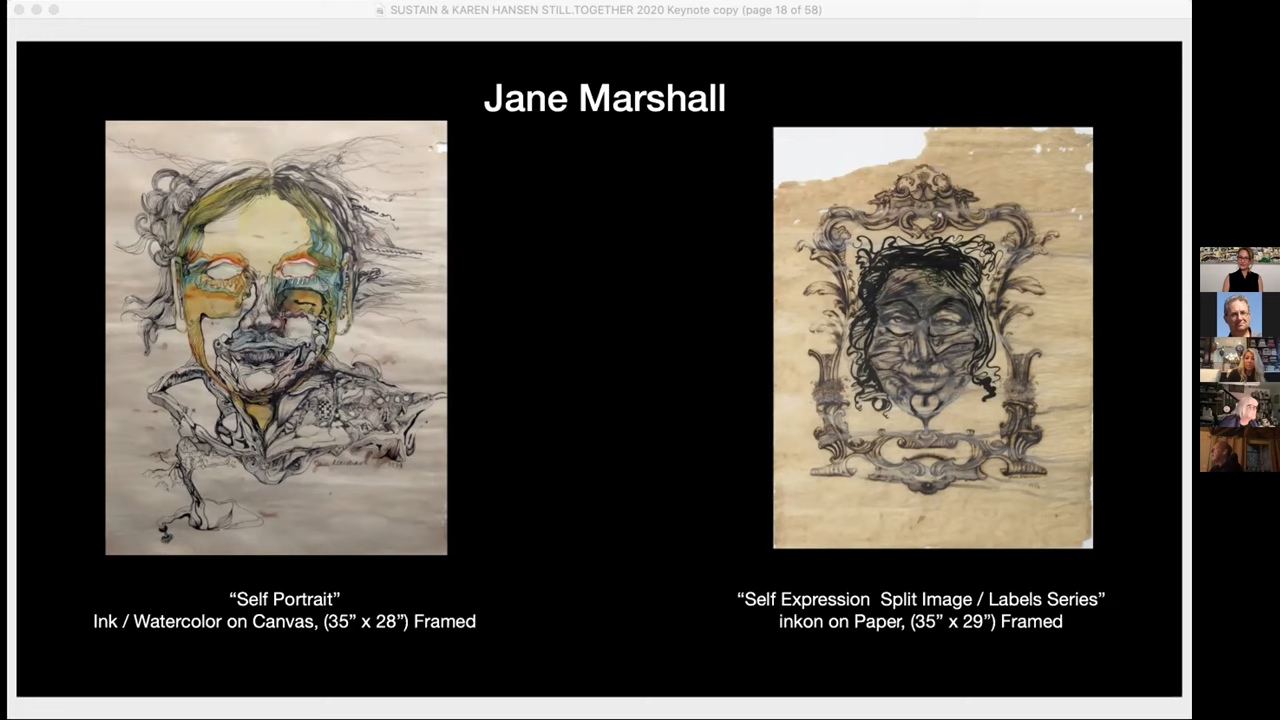 SUSTAIN & KAREN HANSEN STILL.TOGETHER 2020 Keynote copy (page 18 of 58)
Jane Marshall
“Self Portrait”
Ink / Watercolor on Canvas, (35” x 28”) Framed
“Self Expression  Split Image / Labels Series”
inkon on Paper, (35” x 29”) Framed